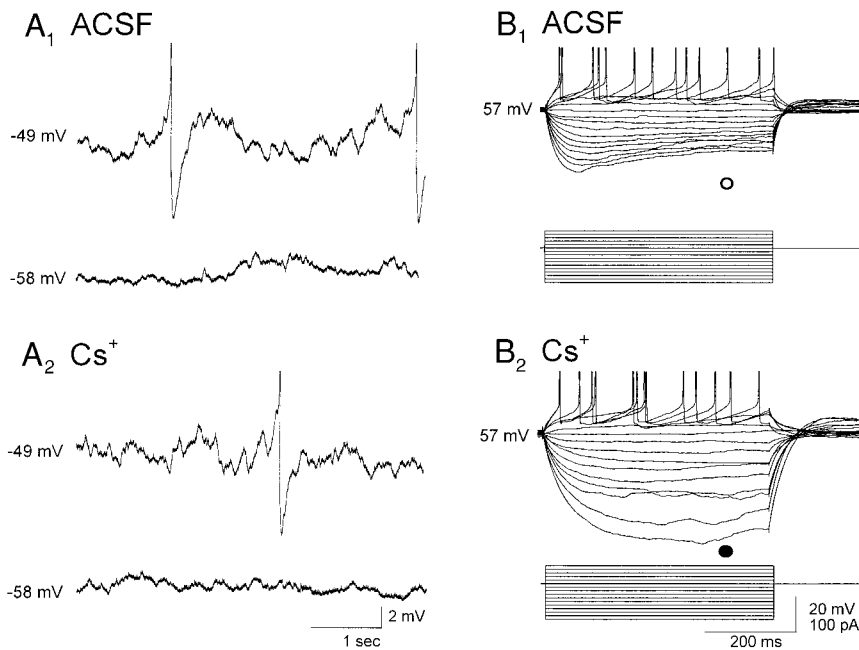 A₁ ACSF
-49 mV
-58 mV
B₁ ACSF
57 mV
A₂ Cs⁺
-49 mV
-58 mV
2 mV
1 sec
B₂ Cs⁺
57 mV
20 mV
100 pA
200 ms